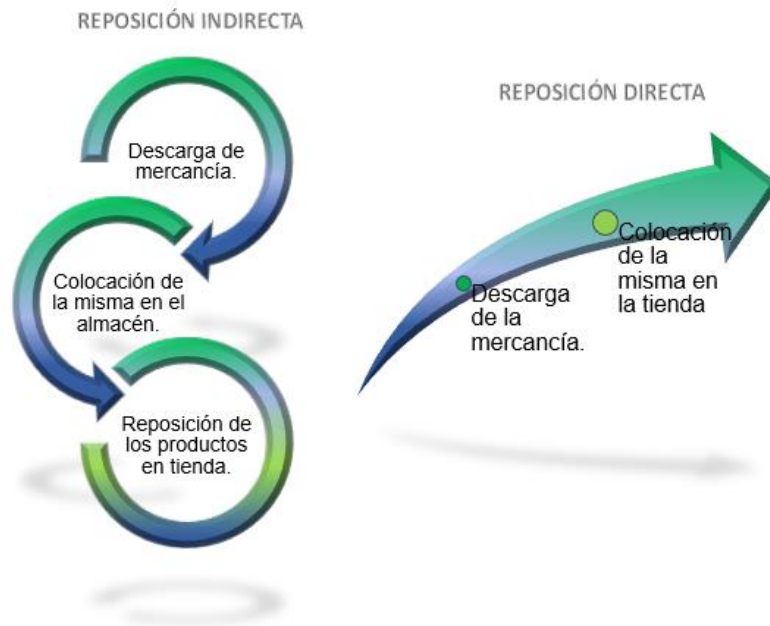 REPOSICIÓN INDIRECTA
Descarga de
mercancía.
Colocación de
la misma en el
almacén.
Reposición de
los productos
en tienda.
REPOSICIÓN DIRECTA
Descarga
de la
mercancía.
Colocación
de la
misma en
la tienda